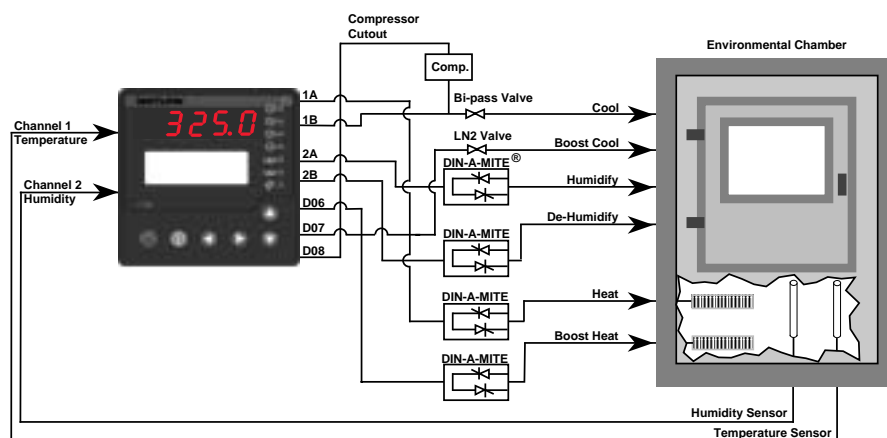 Compressor
Cutout
Environmental Chamber
Comp.
325.0
1A
Bi-pass Valve
Cool
1B
Channel 1
Temperature
LN2 Valve
Boost Cool
2A
DIN-A-MITE®
Humidify
2B
Channel 2
Humidity
D06
De-Humidify
D07
DIN-A-MITE
D08
DIN-A-MITE
Heat
Boost Heat
DIN-A-MITE
Humidity Sensor
Temperature Sensor